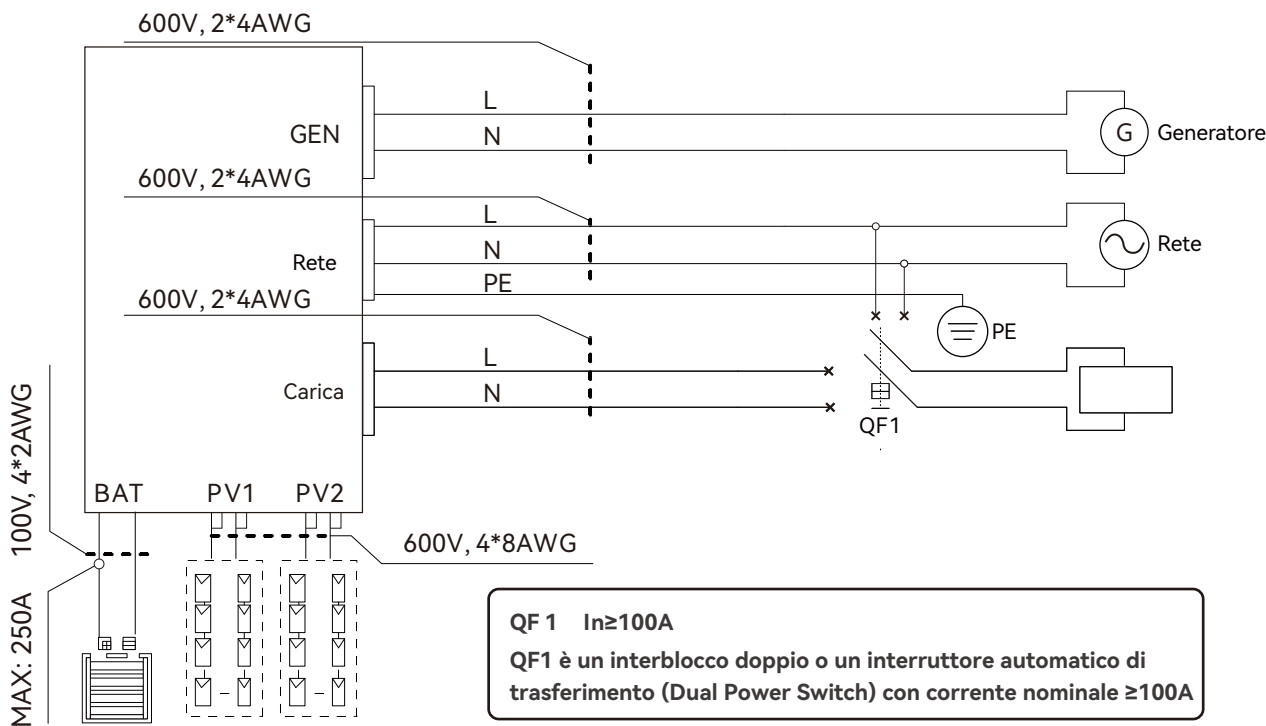 600V, 2*4AWG
L
GEN
N
G
Generatore
600V, 2*4AWG
L
Rete
N
Rete
PE
600V, 2*4AWG
PE
L
Carica
N
QF1
100V, 4*2AWG
BAT PV1 PV2
600V, 4*8AWG
MAX: 250A
QF 1 In≥100A
QF1 è un interblocco doppio o un interruttore automatico di
trasferimento (Dual Power Switch) con corrente nominale ≥100A